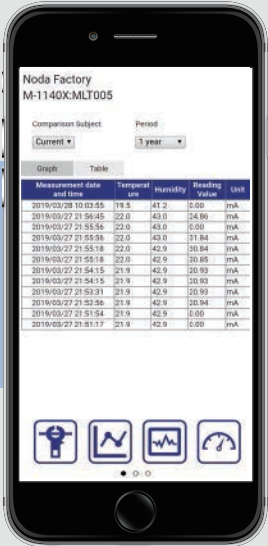 Noda Factory
M-1140X:MLT005
Comparison Subject Period
Current ▾ 1 year ▾
Graph Table
Measurement date and time Temperature Humidity Reading Value Unit
2019/03/28 10:03:55 19.5 41.2 0.00 mA
2019/03/27 21:56:45 22.0 43.0 24.86 mA
2019/03/27 21:55:56 22.0 43.0 0.00 mA
2019/03/27 21:55:56 22.0 43.0 31.84 mA
2019/03/27 21:55:18 22.0 42.9 30.84 mA
2019/03/27 21:55:18 22.0 42.9 20.85 mA
2019/03/27 21:54:15 21.9 42.9 20.93 mA
2019/03/27 21:54:15 21.9 42.9 20.93 mA
2019/03/27 21:53:31 21.9 42.9 20.93 mA
2019/03/27 21:52:56 21.9 42.9 20.94 mA
2019/03/27 21:51:54 21.9 42.9 0.00 mA
2019/03/27 21:51:17 21.9 42.9 0.00 mA